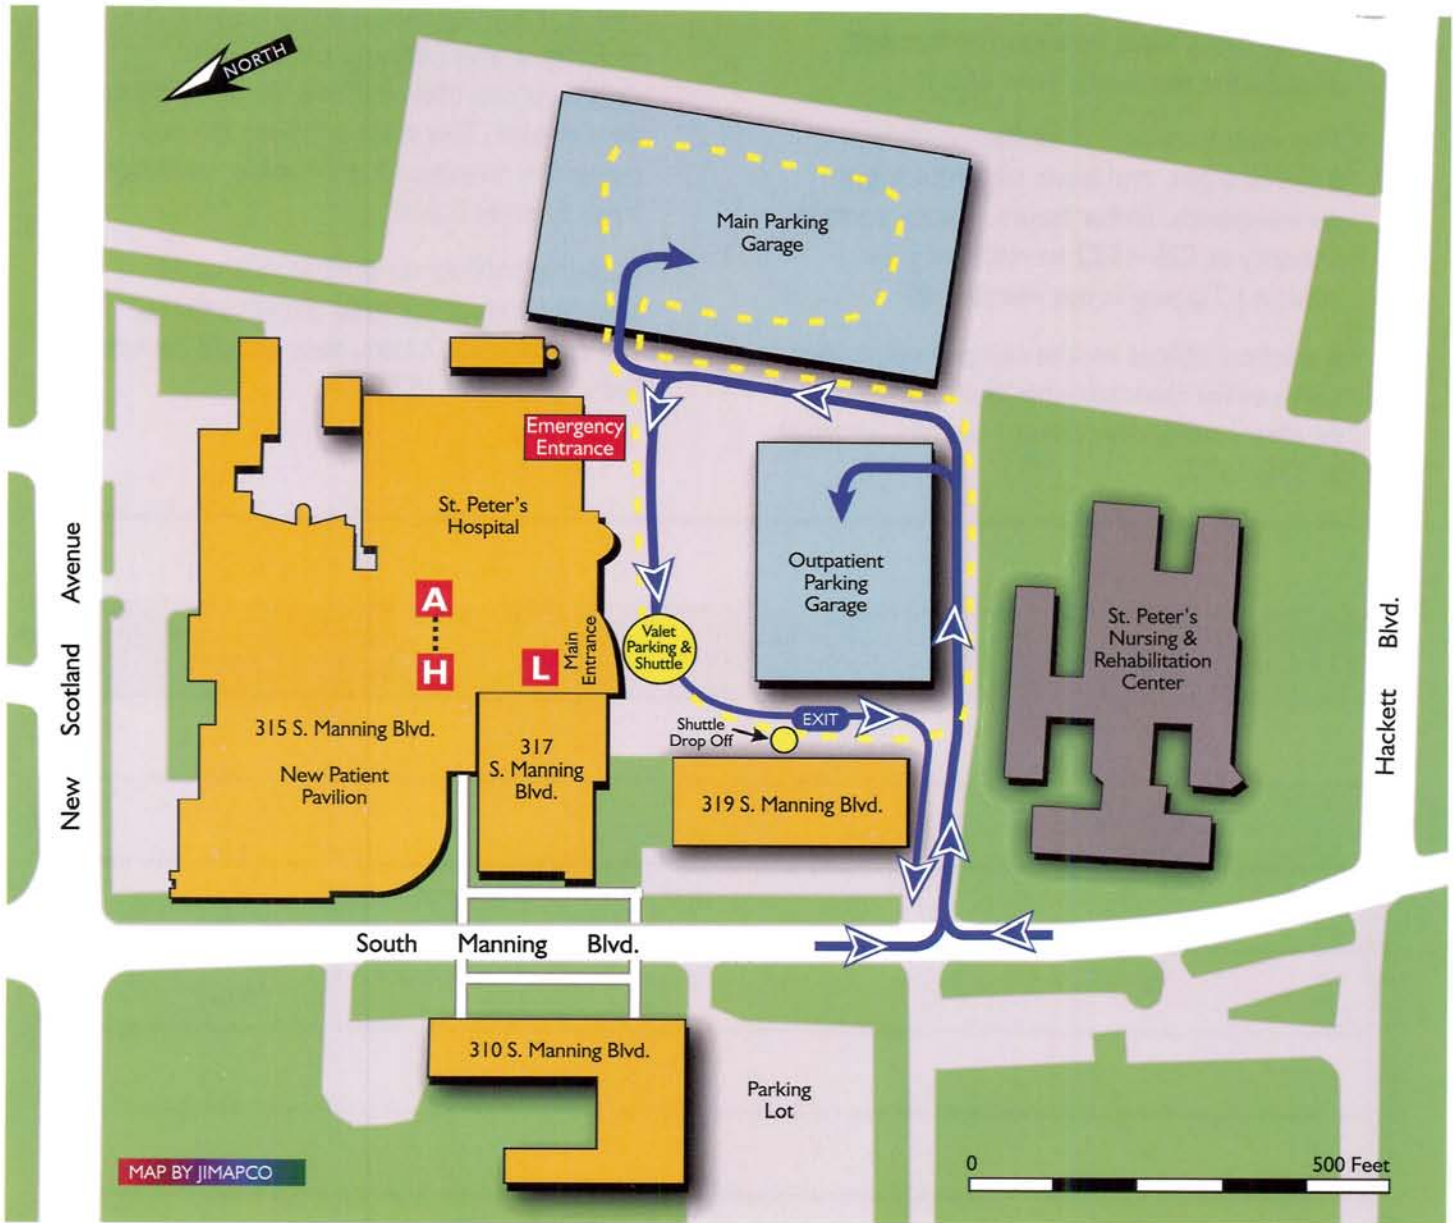 NORTH
Main Parking
Garage
Emergency
Entrance
St. Peter's
Hospital
Outpatient
Parking
Garage
A
H
L
Main
Entrance
Valet
Parking &
Shuttle
St. Peter's
Nursing &
Rehabilitation
Center
New Scotland Avenue
Hackett Blvd.
315 S. Manning Blvd.
New Patient
Pavilion
317
S. Manning
Blvd.
Shuttle
Drop Off
EXIT
319 S. Manning Blvd.
South Manning Blvd.
310 S. Manning Blvd.
Parking
Lot
MAP BY JIMAPCO
0 500 Feet